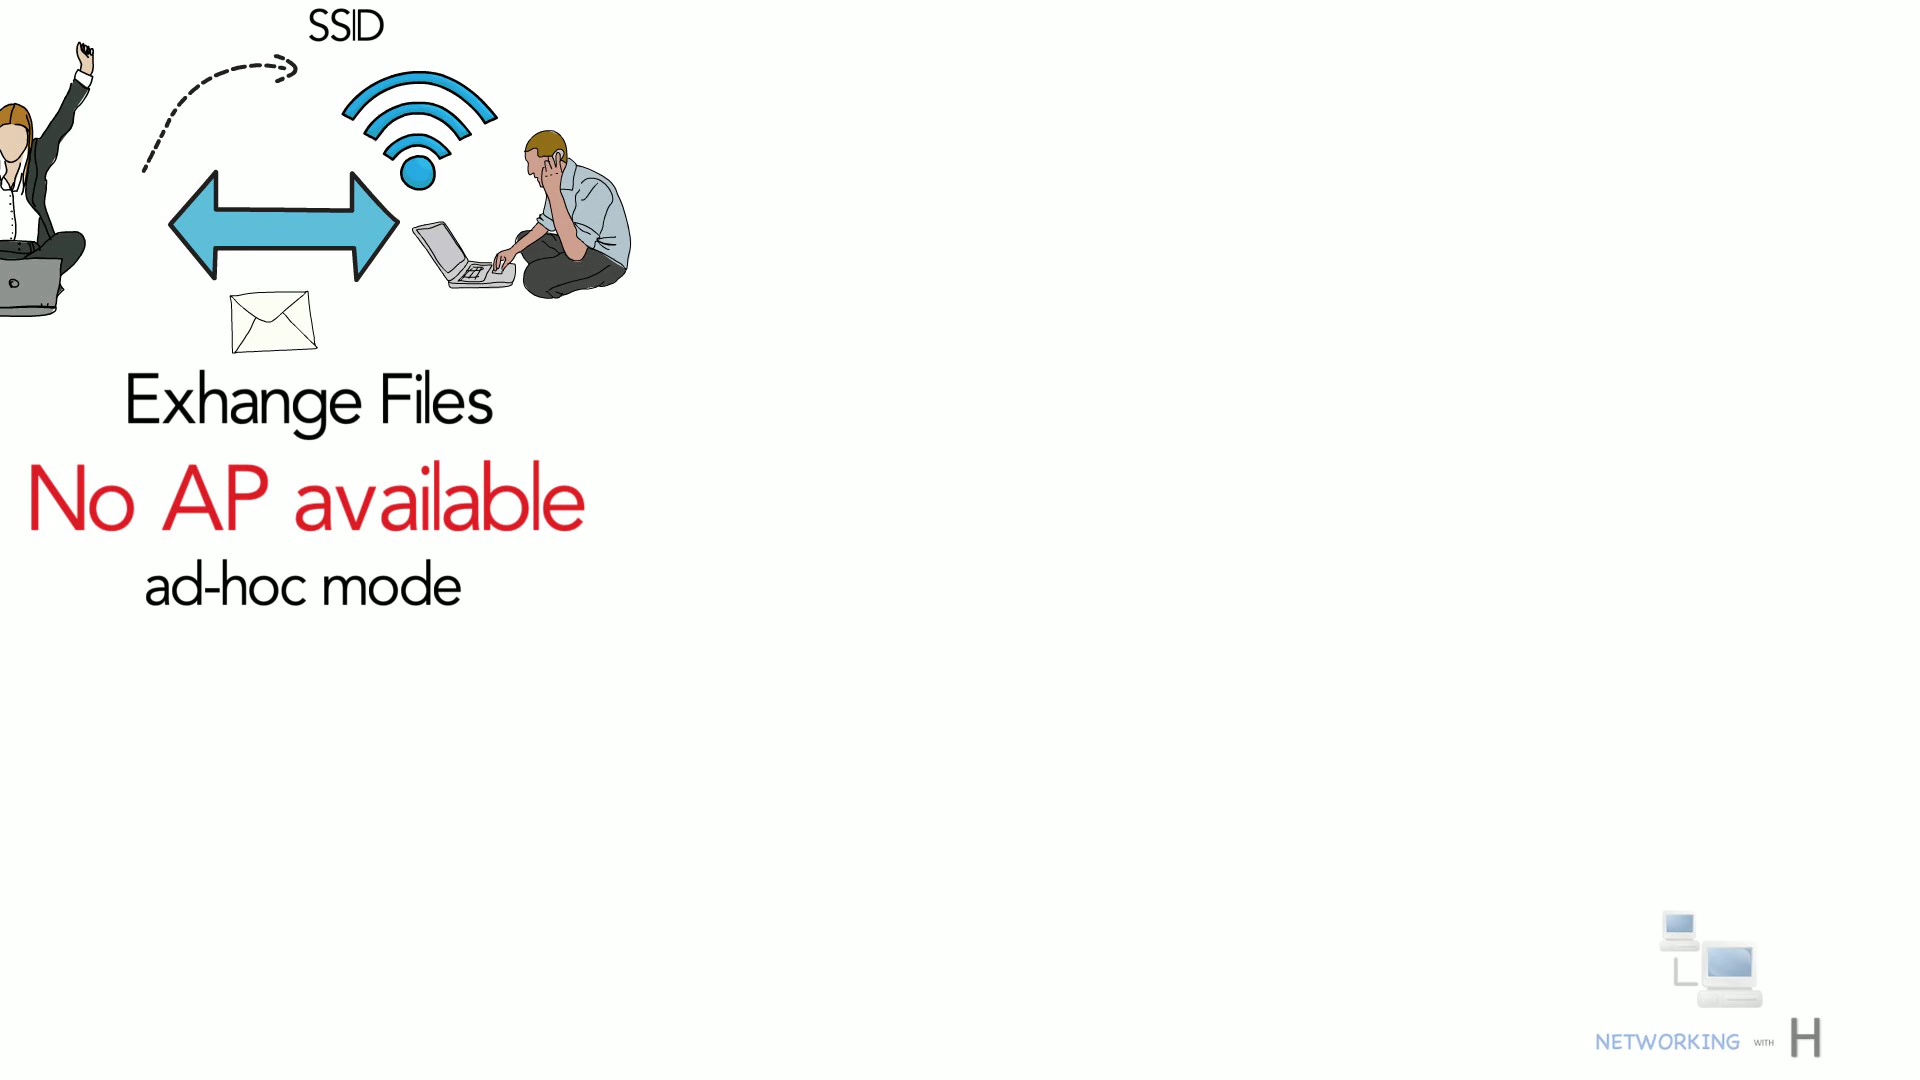 SSID
Exhange Files
No AP available
ad-hoc mode
NETWORKING WITH H